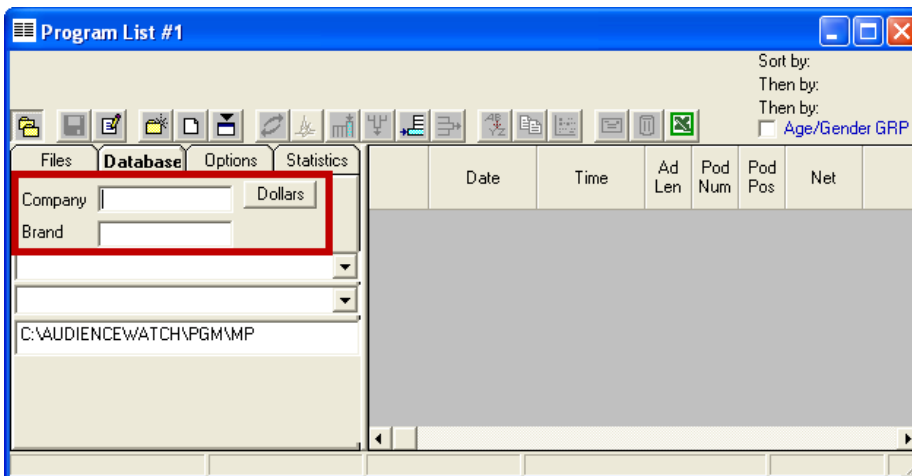 Program List #1
Sort by:
Then by:
Then by:
Age/Gender GRP
Files Database Options Statistics
Company Dollars
Brand
C:\AUDIENCEWATCH\PGM\MP
Date Time Ad Len Pod Num Pod Pos Net